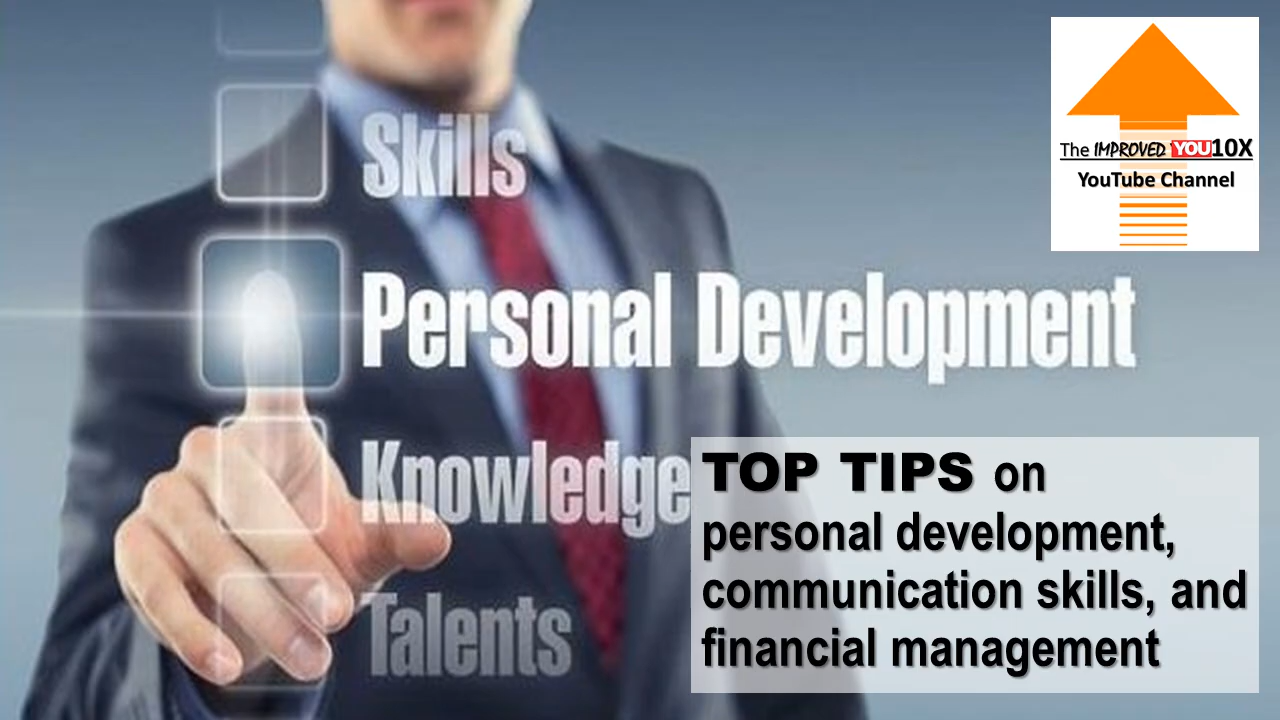 Skills
Personal Development
Knowledge
Talents
The IMPROVED YOU10X
YouTube Channel
TOP TIPS on
personal development,
communication skills, and
financial management